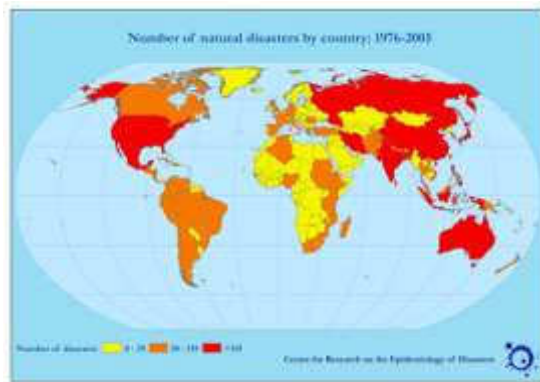 Number of natural disasters by country: 1976-2005
Number of disasters
Centre for Research on the Epidemiology of Disasters